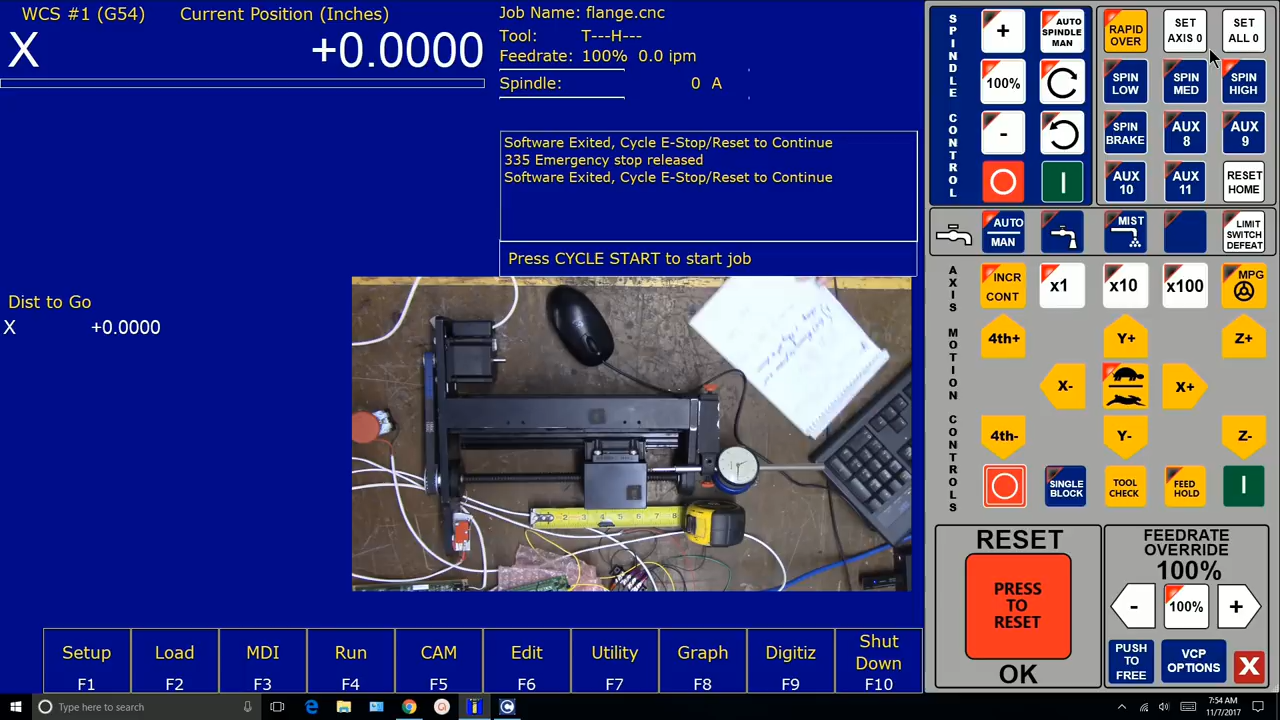 WCS #1 (G54) Current Position (Inches)
X +0.0000
Job Name: flange.cnc
Tool: T---H---
Feedrate: 100% 0.0 ipm
Spindle: 0 A
Software Exited, Cycle E-Stop/Reset to Continue
335 Emergency stop released
Software Exited, Cycle E-Stop/Reset to Continue
Press CYCLE START to start job
Dist to Go
X +0.0000
Setup
F1
Load
F2
MDI
F3
Run
F4
CAM
F5
Edit
F6
Utility
F7
Graph
F8
Digitiz
F9
Shut
Down
F10
SPINDLE CONTROL
+
AUTO
SPINDLE
MAN
100%
-
RAPID
OVER
SET
AXIS 0
SET
ALL 0
SPIN
LOW
SPIN
MED
SPIN
HIGH
SPIN
BRAKE
AUX
8
AUX
9
AUX
10
AUX
11
RESET
HOME
AUTO
MAN
MIST
LIMIT
SWITCH
DEFEAT
AXIS MOTION CONTROLS
INCR
CONT
x1
x10
x100
MPG
4th+
Y+
Z+
X-
X+
4th-
Y-
Z-
SINGLE
BLOCK
TOOL
CHECK
FEED
HOLD
RESET
PRESS
TO
RESET
OK
FEEDRATE
OVERRIDE
100%
-
100%
+
PUSH
TO
FREE
VCP
OPTIONS
X
Type here to search
7:54 AM
11/7/2017